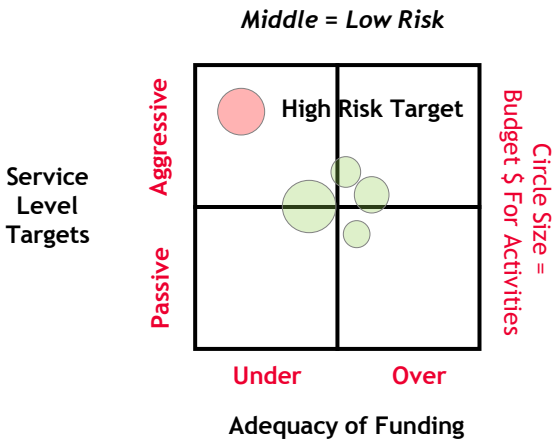 Middle = Low Risk
High Risk Target
Aggressive
Passive
Service
Level
Targets
Circle Size =
Budget $ For Activities
Under
Over
Adequacy of Funding